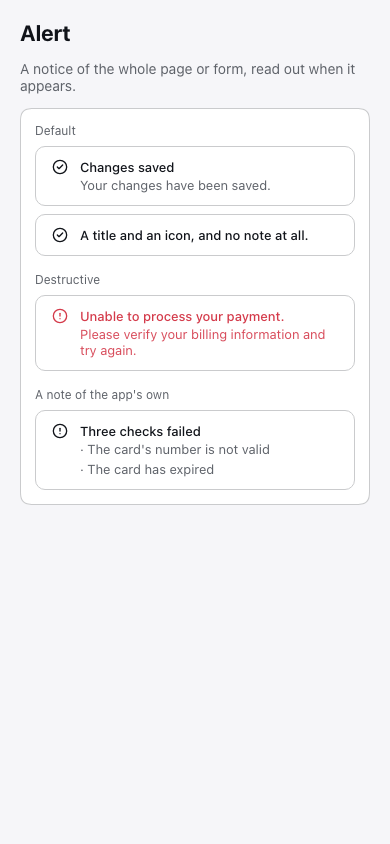 Alert
A notice of the whole page or form, read out when it
appears.
Default
Changes saved
Your changes have been saved.
A title and an icon, and no note at all.
Destructive
Unable to process your payment.
Please verify your billing information and
try again.
A note of the app's own
Three checks failed
· The card's number is not valid
· The card has expired